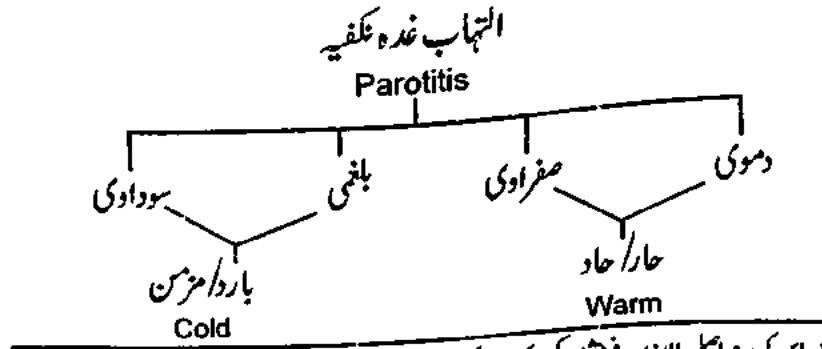 التہاب غدہ نکفیہ
Parotitis
دموی صفراوی بلغمی سوداوی
حار/حاد بارد/مزمن
Warm Cold